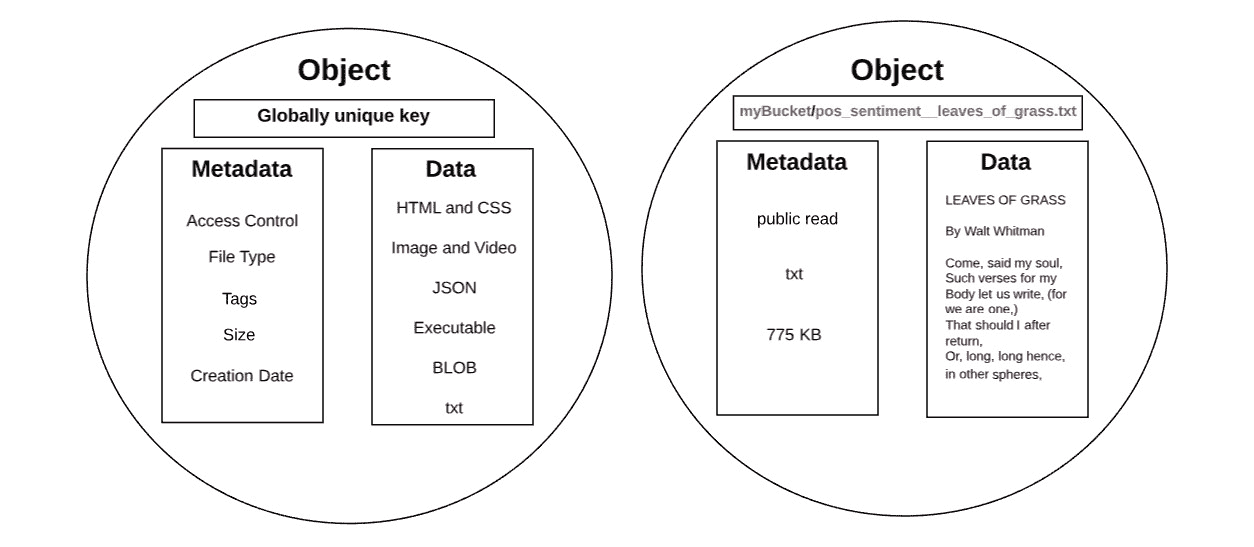 Object
Globally unique key
Metadata
Access Control
File Type
Tags
Size
Creation Date
Data
HTML and CSS
Image and Video
JSON
Executable
BLOB
txt
Object
myBucket/pos_sentiment__leaves_of_grass.txt
Metadata
public read
txt
775 KB
Data
LEAVES OF GRASS
By Walt Whitman
Come, said my soul,
Such verses for my
Body let us write, (for
we are one,)
That should I after
return,
Or, long, long hence,
in other spheres,